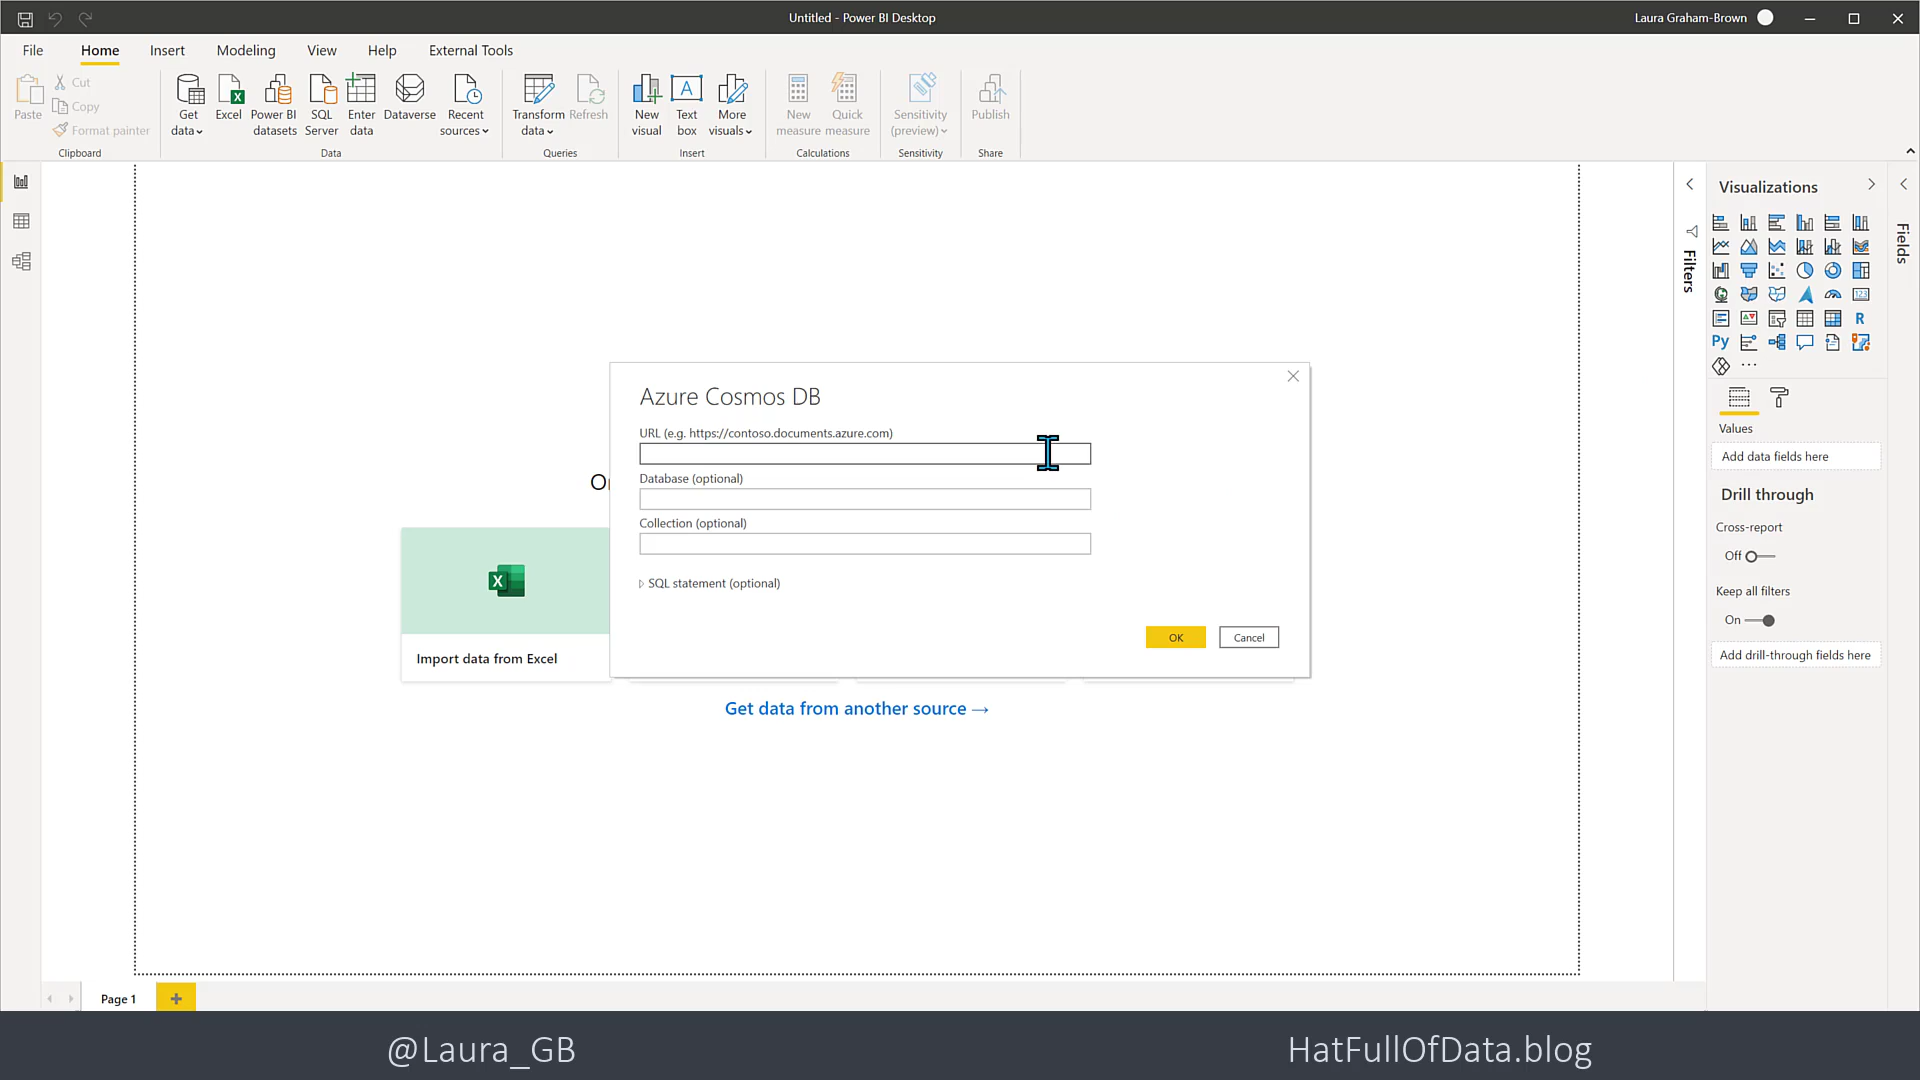 Untitled - Power BI Desktop
Laura Graham-Brown
File
Home
Insert
Modeling
View
Help
External Tools
Paste
Cut
Copy
Format painter
Clipboard
Get data
Excel
Power BI datasets
SQL Server
Enter data
Dataverse
Recent sources
Data
Transform data
Refresh
Queries
New visual
Text box
More visuals
Insert
New measure
Quick measure
Calculations
Sensitivity (preview)
Sensitivity
Publish
Share
Filters
Visualizations
Fields
R
Py
Values
Add data fields here
Drill through
Cross-report
Off
Keep all filters
On
Add drill-through fields here
Azure Cosmos DB
URL (e.g. https://contoso.documents.azure.com)
Database (optional)
Collection (optional)
SQL statement (optional)
OK
Cancel
Import data from Excel
Get data from another source →
Page 1
@Laura_GB
HatFullOfData.blog